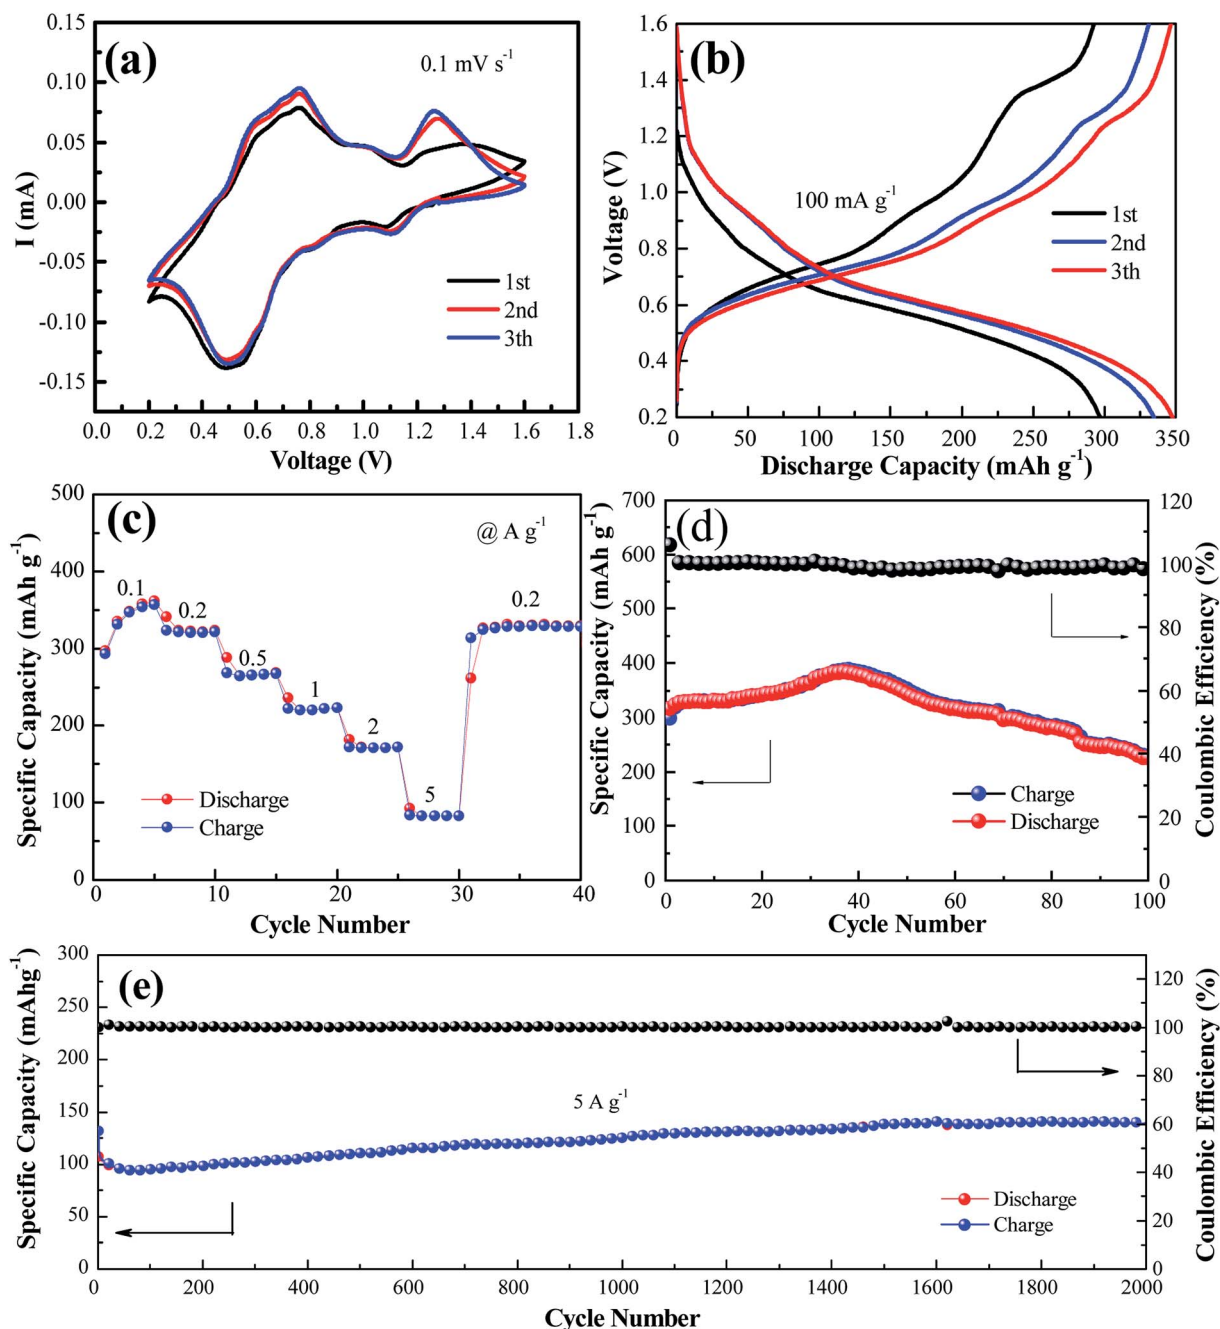 (a)
0.1 mV s⁻¹
I (mA)
0.15
0.10
0.05
0.00
-0.05
-0.10
-0.15
1st
2nd
3th
0.0 0.2 0.4 0.6 0.8 1.0 1.2 1.4 1.6 1.8
Voltage (V)
(b)
100 mA g⁻¹
Voltage (V)
1.6
1.4
1.2
1.0
0.8
0.6
0.4
0.2
1st
2nd
3th
0 50 100 150 200 250 300 350
Discharge Capacity (mAh g⁻¹)
(c)
@ A g⁻¹
Specific Capacity (mAh g⁻¹)
500
400
300
200
100
0
0.1
0.2
0.5
1
2
5
0.2
Discharge
Charge
0 10 20 30 40
Cycle Number
(d)
Specific Capacity (mAh g⁻¹)
700
600
500
400
300
200
100
0
Charge
Discharge
0 20 40 60 80 100
Cycle Number
120
100
80
60
40
20
0
Coulombic Efficiency (%)
(e)
Specific Capacity (mAhg⁻¹)
300
250
200
150
100
50
0
5 A g⁻¹
Discharge
Charge
0 200 400 600 800 1000 1200 1400 1600 1800 2000
Cycle Number
120
100
80
60
40
20
0
Coulombic Efficiency (%)